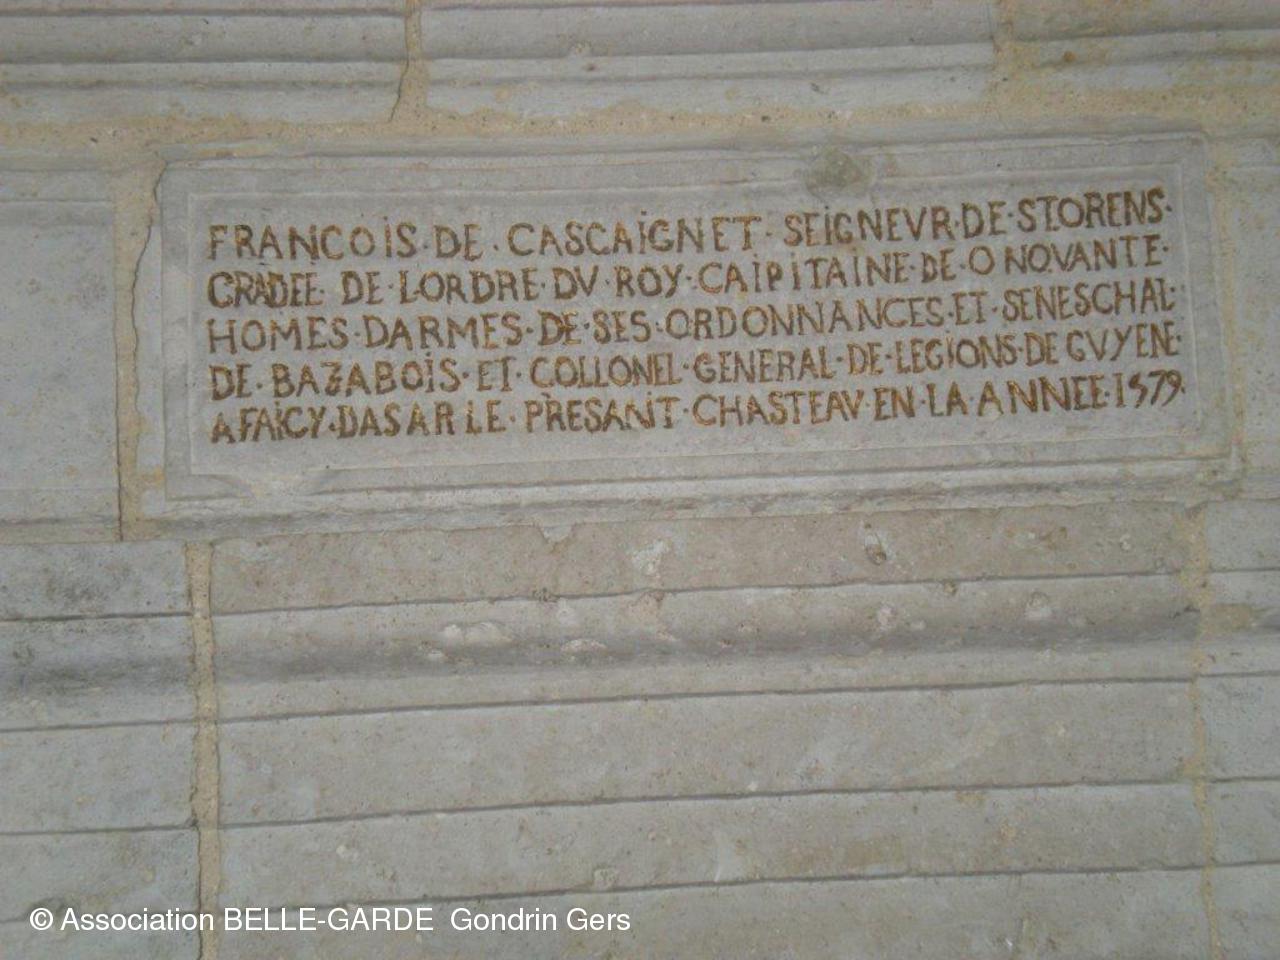 FRANCOiS·DE·CASCAiGNET·SEiGNEVR·DE·STORENS·
CRADEE·DE·LORDRE·DV·ROY·CAiPiTAiNE·DE·O NOVANTE·
HOMES·DARMES·DE·SES·ORDONNANCES·ET·SENESCHAL·
DE·BAZABOiS·ET·COLLONEL·GENERAL·DE·LEGiONS·DE GVYENE·
A FAiCY·DASAR LE·PRESANT·CHASTEAV·EN·LA·ANNEE·1579·
© Association BELLE-GARDE Gondrin Gers